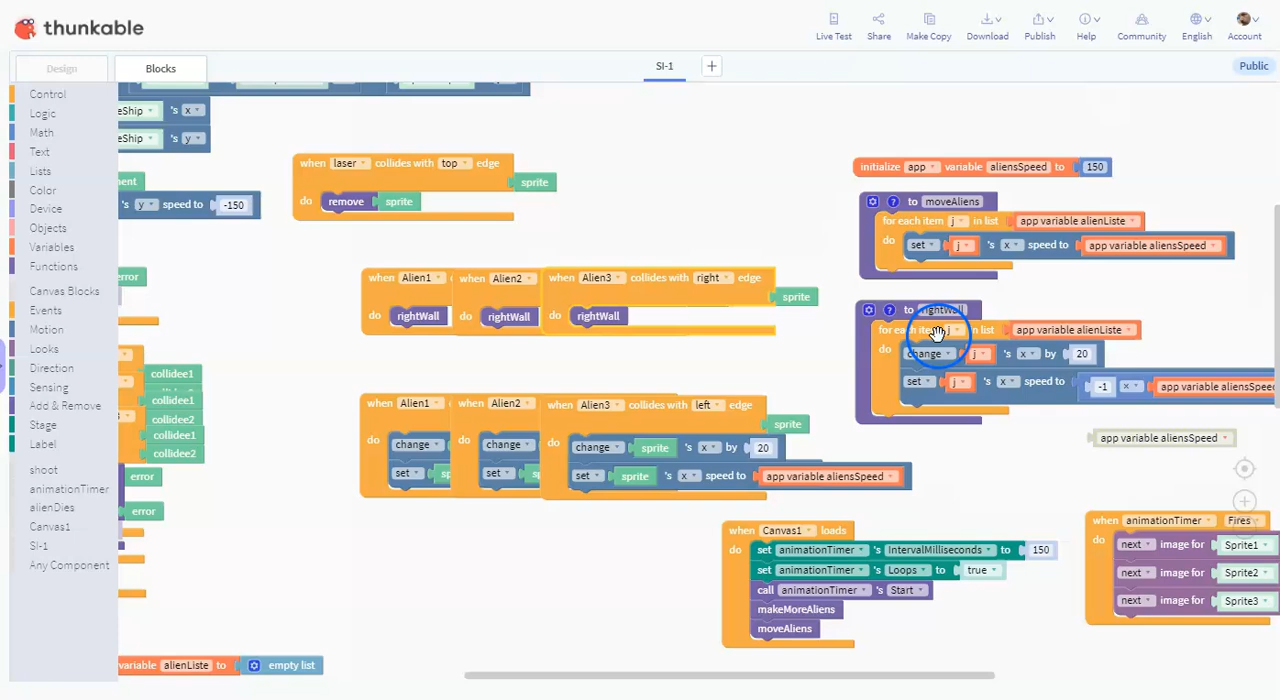 thunkable
Live Test
Share
Make Copy
Download
Publish
Help
Community
English
Account
Design
Blocks
SI-1
Public
Control
Logic
Math
Text
Lists
Color
Device
Objects
Variables
Functions
Canvas Blocks
Events
Motion
Looks
Direction
Sensing
Add & Remove
Stage
Label
shoot
animationTimer
alienDies
Canvas1
SI-1
Any Component
eShip 's x
eShip 's y
's y speed to -150
error
collidee1
collidee1
collidee2
collidee1
collidee2
error
error
variable alienListe to empty list
when laser collides with top edge
sprite
do remove sprite
when Alien1
do rightWall
when Alien2
do rightWall
when Alien3 collides with right edge
sprite
do rightWall
when Alien1
do change
set
when Alien2
do change
set
when Alien3 collides with left edge
sprite
do change sprite 's x by 20
set sprite 's x speed to app variable aliensSpeed
when Canvas1 loads
do set animationTimer 's IntervalMilliseconds to 150
set animationTimer 's Loops to true
call animationTimer 's Start
makeMoreAliens
moveAliens
initialize app variable aliensSpeed to 150
? to moveAliens
for each item j in list app variable alienListe
do set j 's x speed to app variable aliensSpeed
? to rightWall
for each item j in list app variable alienListe
do change j 's x by 20
set j 's x speed to -1 × app variable aliensSpeed
app variable aliensSpeed
when animationTimer Fires
do next image for Sprite1
next image for Sprite2
next image for Sprite3